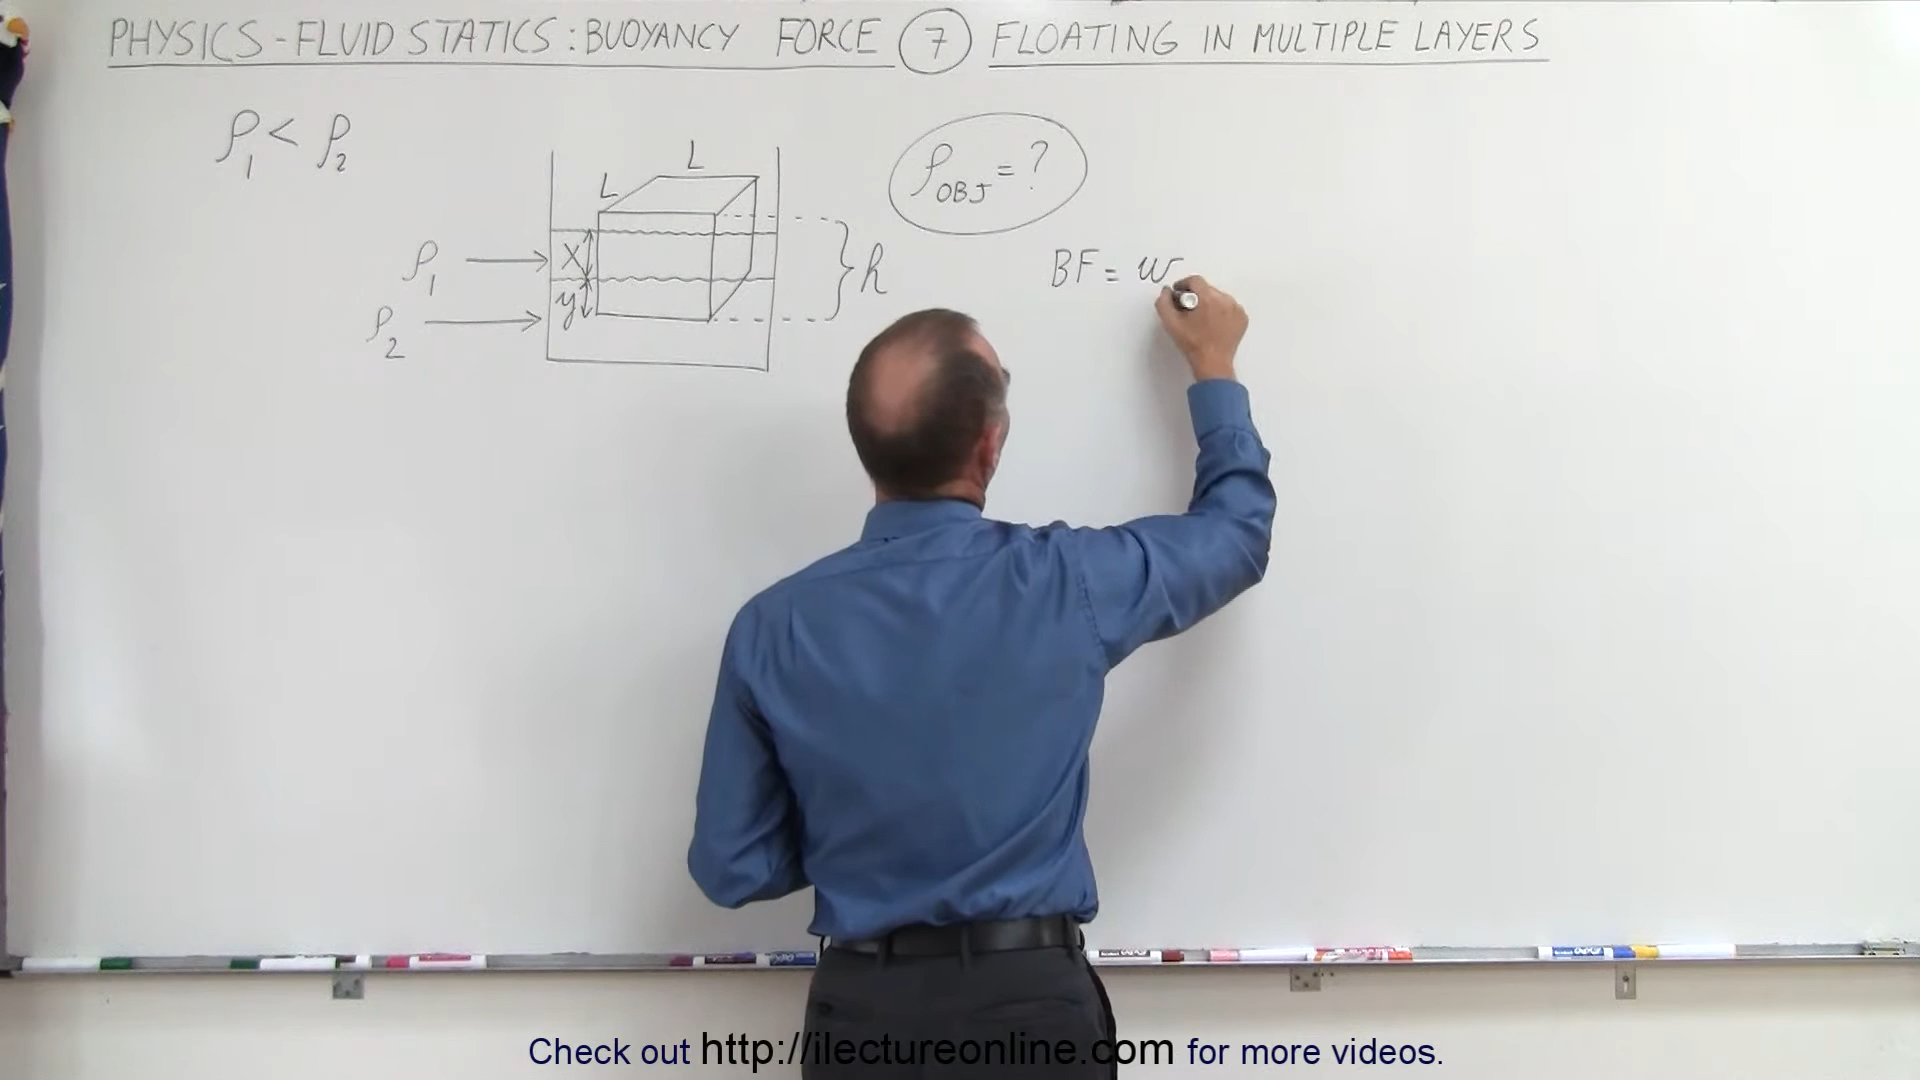 PHYSICS - FLUID STATICS : BUOYANCY FORCE 7 FLOATING IN MULTIPLE LAYERS
ρ1 < ρ2
L
L
ρOBJ = ?
ρ1
x
h
BF = w
ρ2
y
Check out http://ilectureonline.com for more videos.